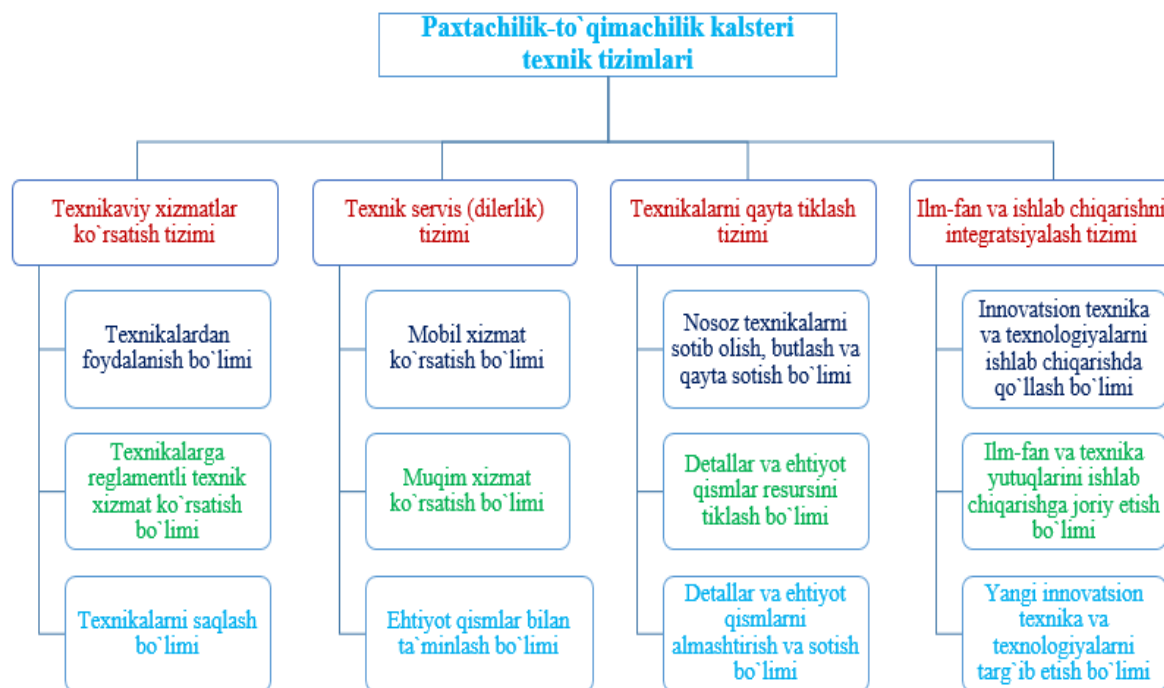 Paxtachilik-to`qimachilik kalsteri
texnik tizimlari
Texnikaviy xizmatlar
ko`rsatish tizimi
Texnikalardan
foydalanish bo`limi
Texnikalarga
reglamentli texnik
xizmat ko`rsatish
bo`limi
Texnikalarni saqlash
bo`limi
Texnik servis (dilerlik)
tizimi
Mobil xizmat
ko`rsatish bo`limi
Muqim xizmat
ko`rsatish bo`limi
Ehtiyot qismlar bilan
ta`minlash bo`limi
Texnikalarni qayta tiklash
tizimi
Nosoz texnikalarni
sotib olish, butlash va
qayta sotish bo`limi
Detallar va ehtiyot
qismlar resursini
tiklash bo`limi
Detallar va ehtiyot
qismlarni
almashtirish va sotish
bo`limi
Ilm-fan va ishlab chiqarishni
integratsiyalash tizimi
Innovatsion texnika
va texnologiyalarni
ishlab chiqarishda
qo`llash bo`limi
Ilm-fan va texnika
yutuqlarini ishlab
chiqarishga joriy etish
bo`limi
Yangi innovatsion
texnika va
texnologiyalarni
targ`ib etish bo`limi